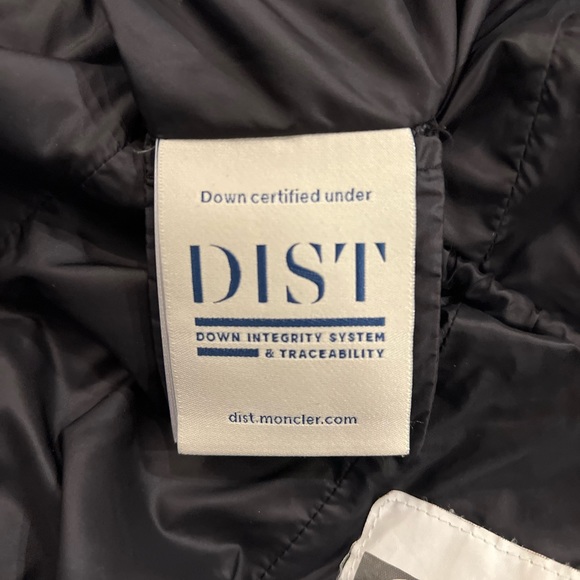 Down certified under
DIST
DOWN INTEGRITY SYSTEM
& TRACEABILITY
dist.moncler.com